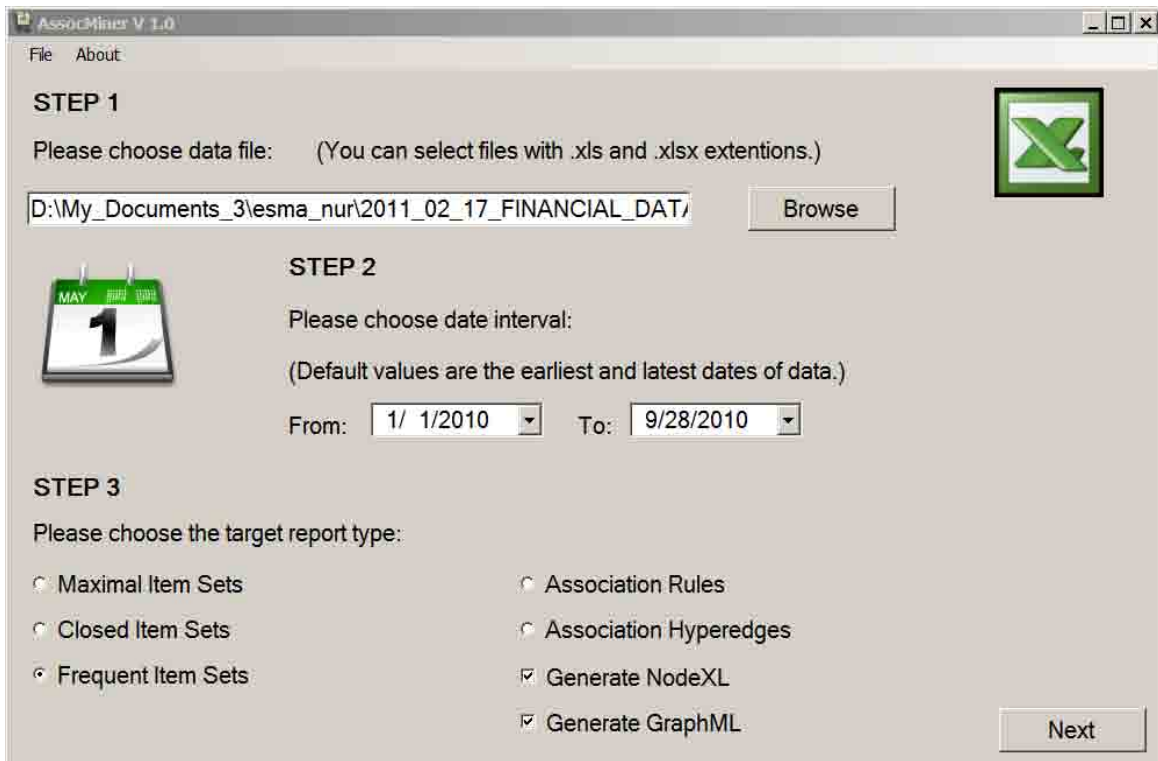 AssocMiner V 1.0
File About
STEP 1
Please choose data file: (You can select files with .xls and .xlsx extentions.)
D:\My_Documents_3\esma_nur\2011_02_17_FINANCIAL_DATA
Browse
MAY
1
STEP 2
Please choose date interval:
(Default values are the earliest and latest dates of data.)
From: 1/ 1/2010 To: 9/28/2010
STEP 3
Please choose the target report type:
Maximal Item Sets
Closed Item Sets
Frequent Item Sets
Association Rules
Association Hyperedges
Generate NodeXL
Generate GraphML
Next